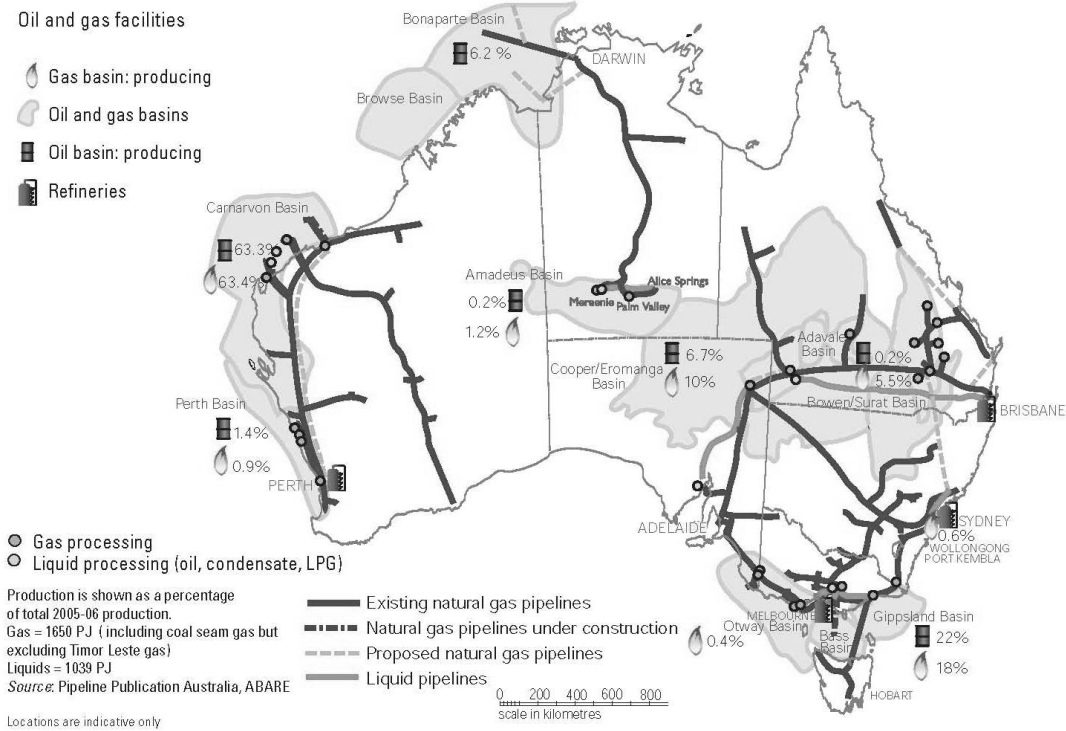 Oil and gas facilities
Gas basin: producing
Oil and gas basins
Oil basin: producing
Refineries
Bonaparte Basin
6.2 %
DARWIN
Browse Basin
Carnarvon Basin
63.3%
63.4%
Amadeus Basin
0.2%
1.2%
Mereenie
Alice Springs
Palm Valley
6.7%
Cooper/Eromanga
Basin
10%
Adavale
Basin
0.2%
5.5%
Bowen/Surat Basin
BRISBANE
Perth Basin
1.4%
0.9%
PERTH
ADELAIDE
SYDNEY
0.6%
WOLLONGONG
PORT KEMBLA
MELBOURNE
Otway Basin
0.4%
Bass
Basin
Gippsland Basin
22%
18%
HOBART
Gas processing
Liquid processing (oil, condensate, LPG)
Production is shown as a percentage
of total 2005-06 production.
Gas = 1650 PJ ( including coal seam gas but
excluding Timor Leste gas)
Liquids = 1039 PJ
Source: Pipeline Publication Australia, ABARE
Locations are indicative only
Existing natural gas pipelines
Natural gas pipelines under construction
Proposed natural gas pipelines
Liquid pipelines
0 200 400 600 800
scale in kilometres